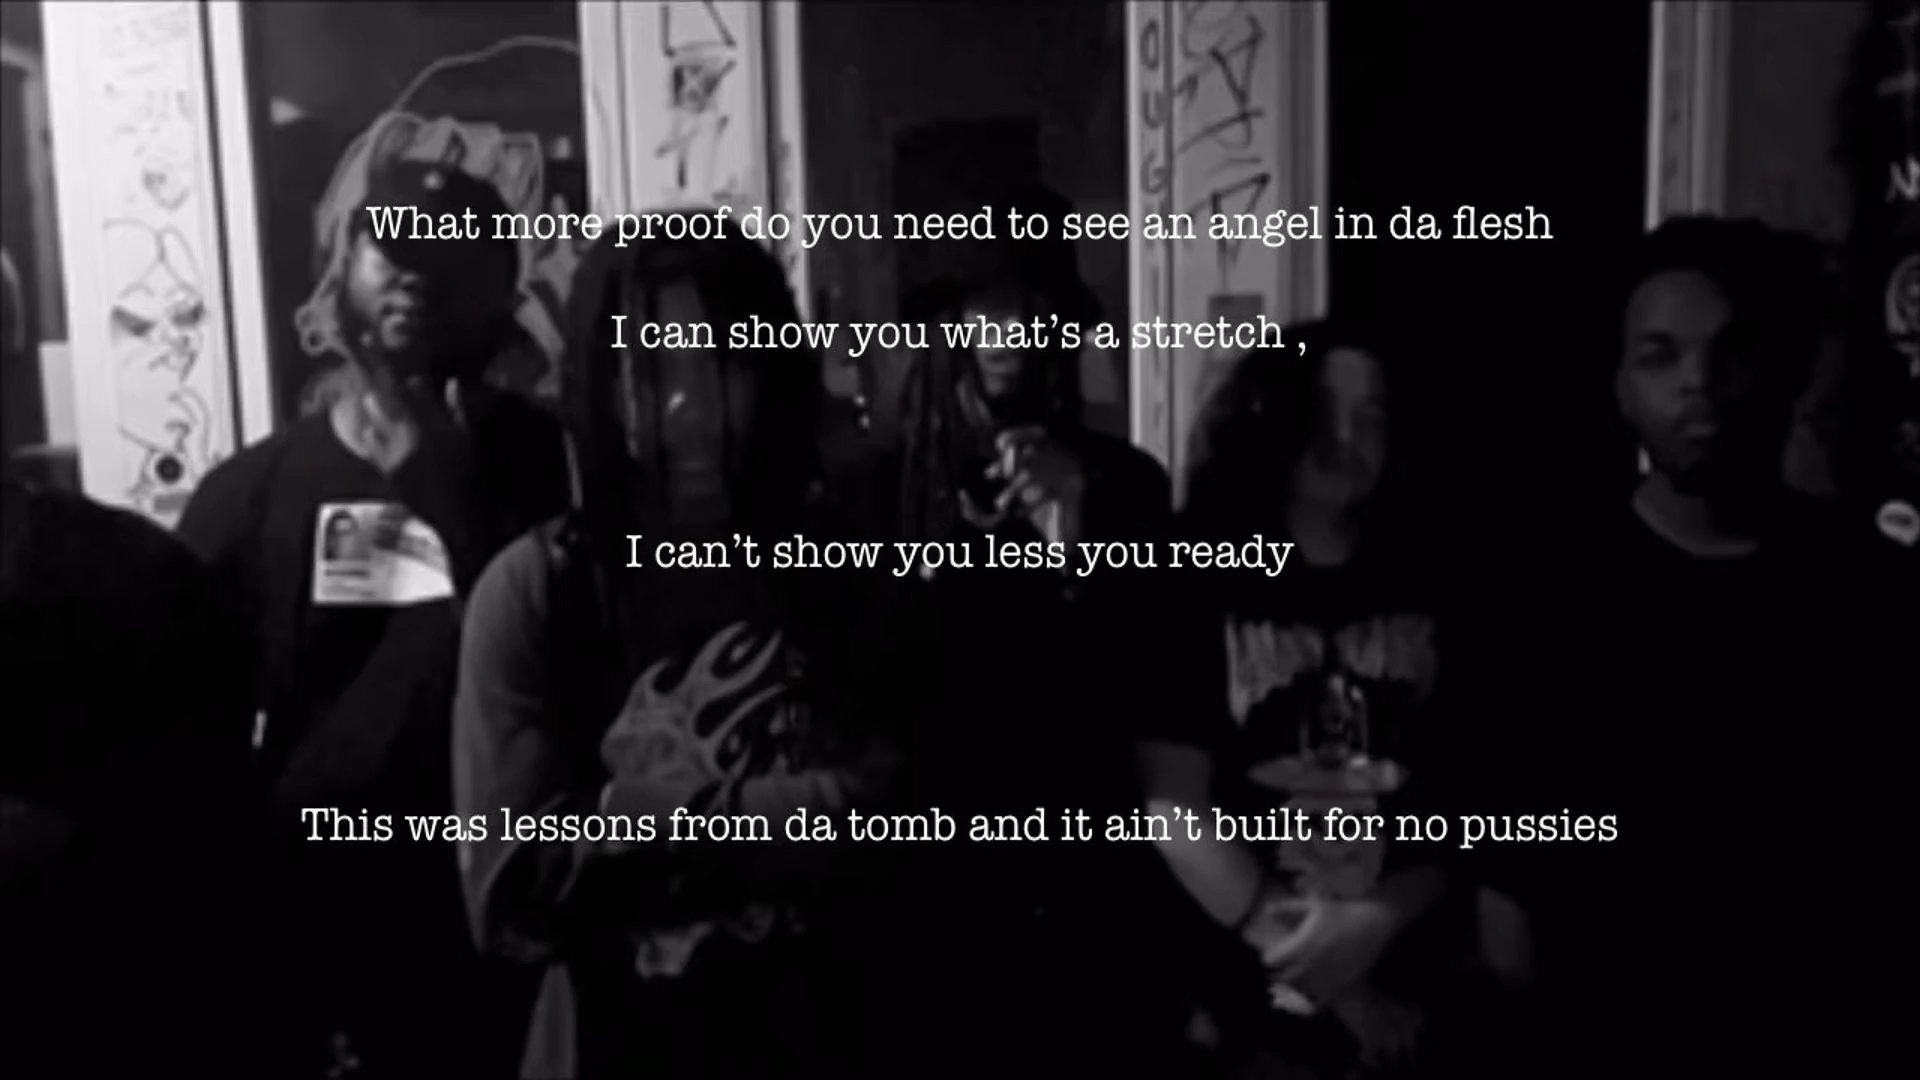 What more proof do you need to see an angel in da flesh
I can show you what’s a stretch ,
I can’t show you less you ready
This was lessons from da tomb and it ain’t built for no pussies